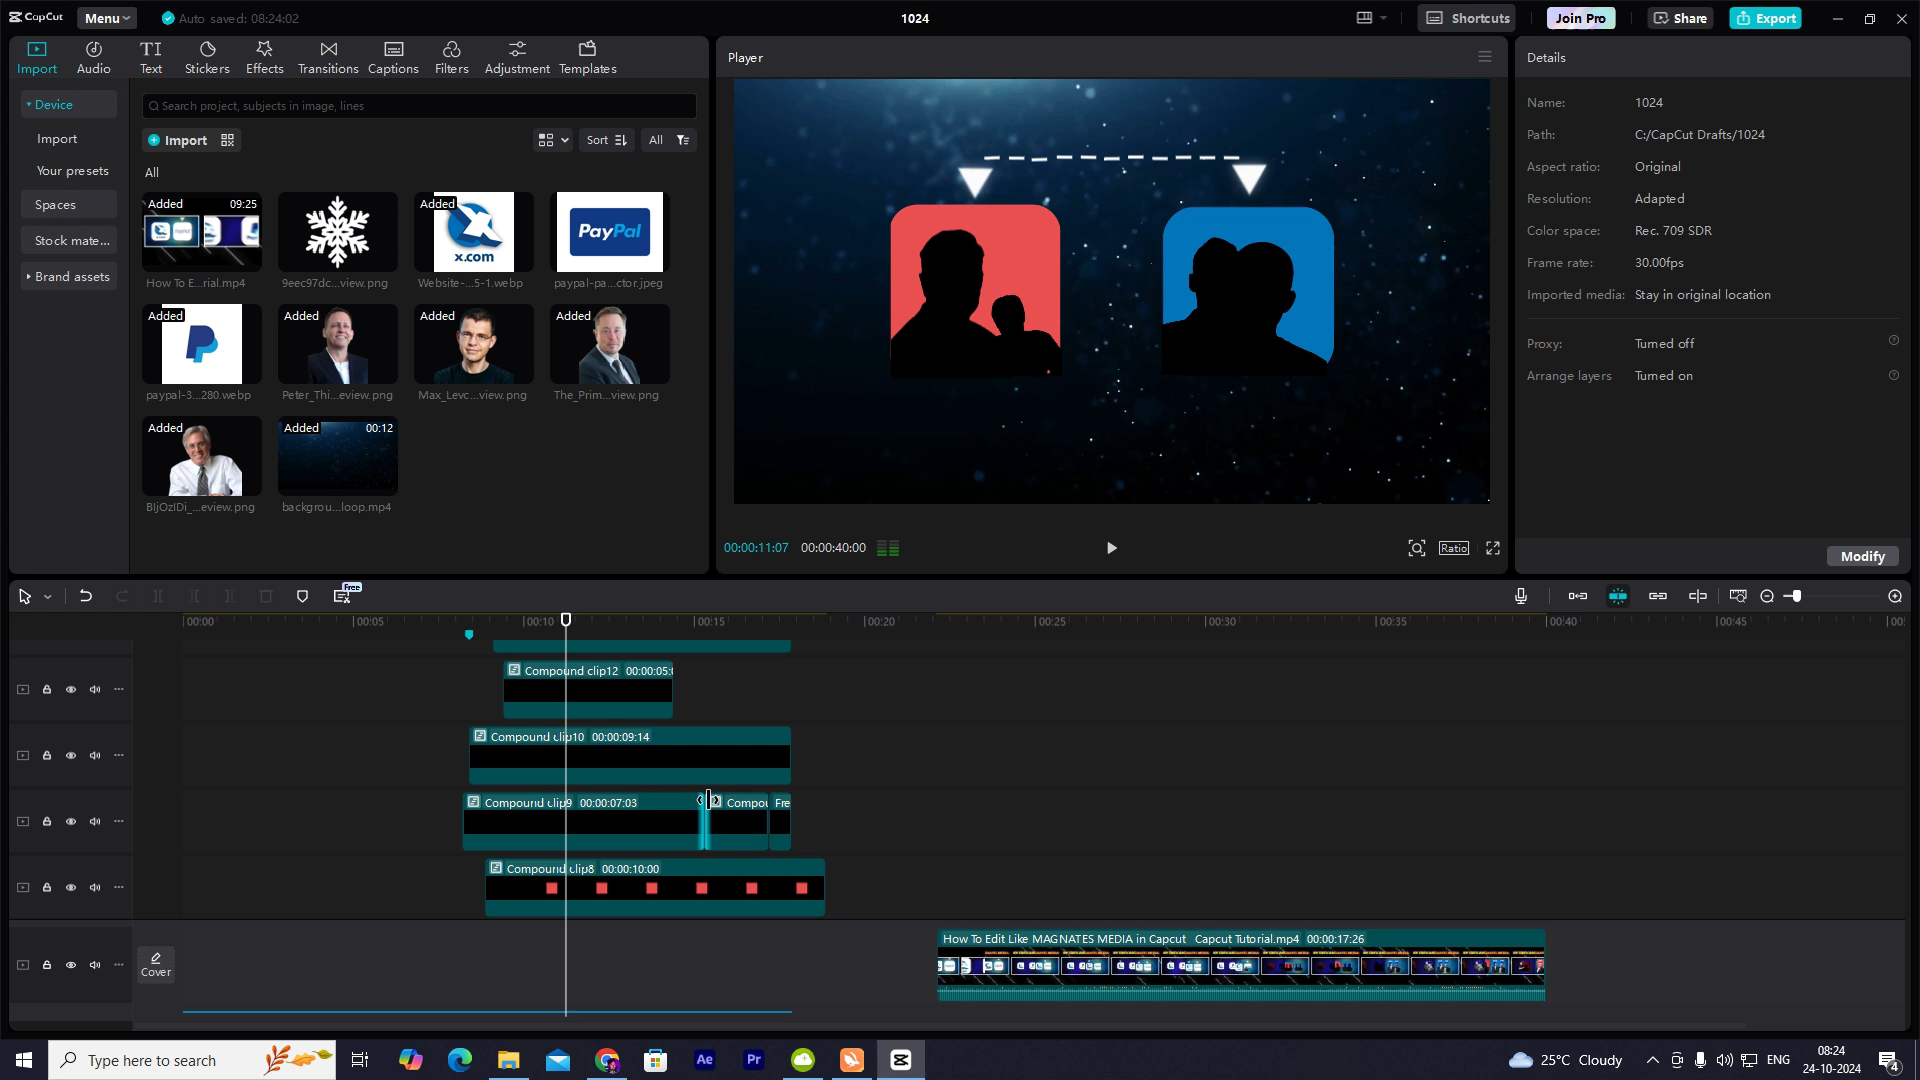 CapCut
Menu
Auto saved: 08:24:02
1024
Shortcuts
Join Pro
Share
Export
Import
Audio
Text
Stickers
Effects
Transitions
Captions
Filters
Adjustment
Templates
Device
Import
Your presets
Spaces
Stock mate...
Brand assets
Search project, subjects in image, lines
Import
Sort
All
All
Added 09:25
How To E...rial.mp4
9eec97dc...view.png
Added
x.com
Website-...5-1.webp
PayPal
paypal-pa...ctor.jpeg
Added
paypal-3...280.webp
Added
Peter_Thi...eview.png
Added
Max_Levc...view.png
Added
The_Prim...view.png
Added
BljOzlDi_...eview.png
Added 00:12
backgrou...loop.mp4
Player
00:00:11:07 00:00:40:00
Ratio
Details
Name: 1024
Path: C:/CapCut Drafts/1024
Aspect ratio: Original
Resolution: Adapted
Color space: Rec. 709 SDR
Frame rate: 30.00fps
Imported media: Stay in original location
Proxy: Turned off
Arrange layers Turned on
Modify
Free
00:00 00:05 00:10 00:15 00:20 00:25 00:30 00:35 00:40 00:45 00:
Compound clip12 00:00:05:
Compound clip10 00:00:09:14
Compound clip9 00:00:07:03
Compou
Fre
Compound clip8 00:00:10:00
Cover
How To Edit Like MAGNATES MEDIA in Capcut Capcut Tutorial.mp4 00:00:17:26
Type here to search
Ae
Pr
25°C Cloudy
ENG
08:24
24-10-2024
4